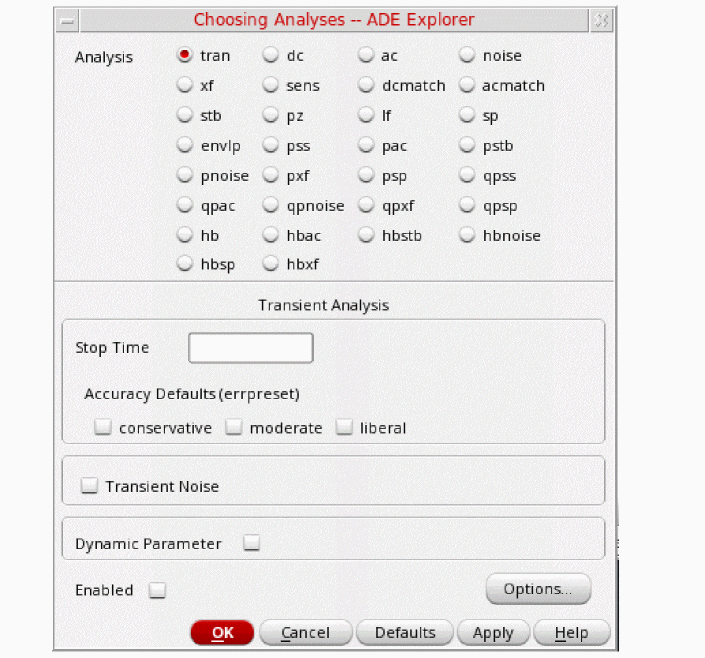 Choosing Analyses -- ADE Explorer
Analysis tran dc ac noise
xf sens dcmatch acmatch
stb pz lf sp
envlp pss pac pstb
pnoise pxf psp qpss
qpac qpnoise qpxf qpsp
hb hbac hbstb hbnoise
hbsp hbxf
Transient Analysis
Stop Time
Accuracy Defaults (errpreset)
conservative moderate liberal
Transient Noise
Dynamic Parameter
Enabled Options...
OK Cancel Defaults Apply Help